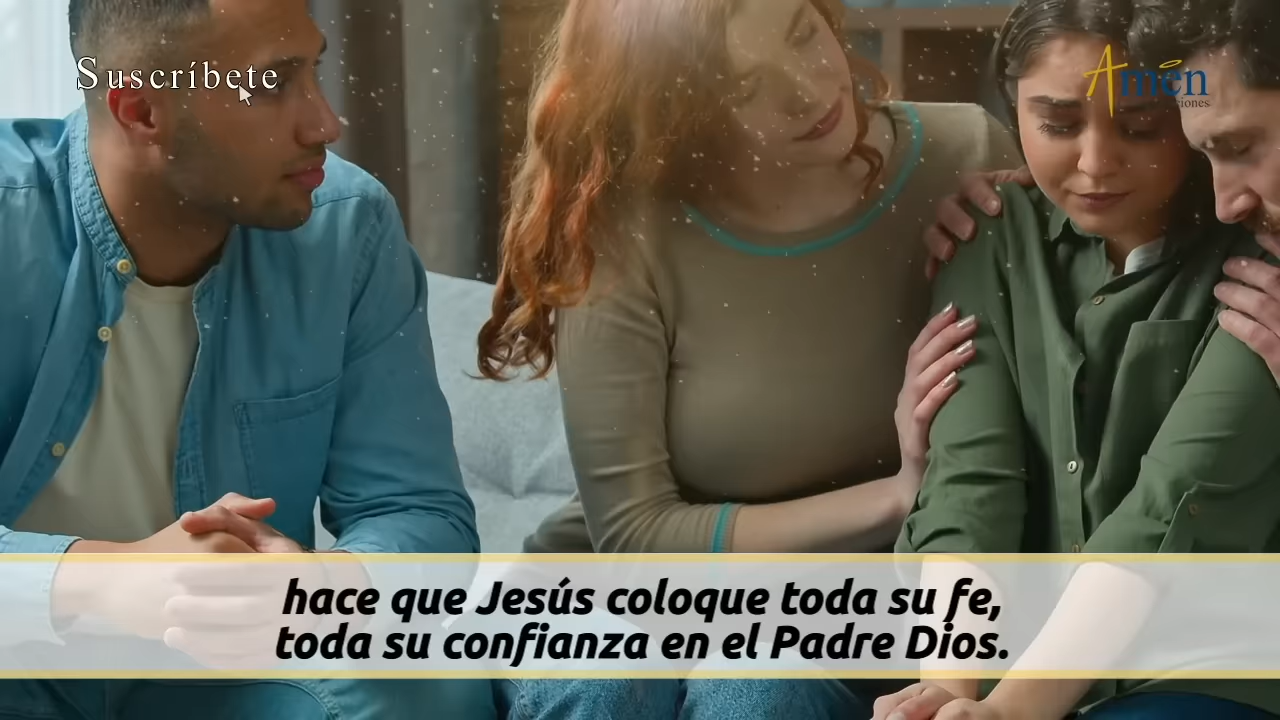 Suscríbete
Amén
hace que Jesús coloque toda su fe,
toda su confianza en el Padre Dios.